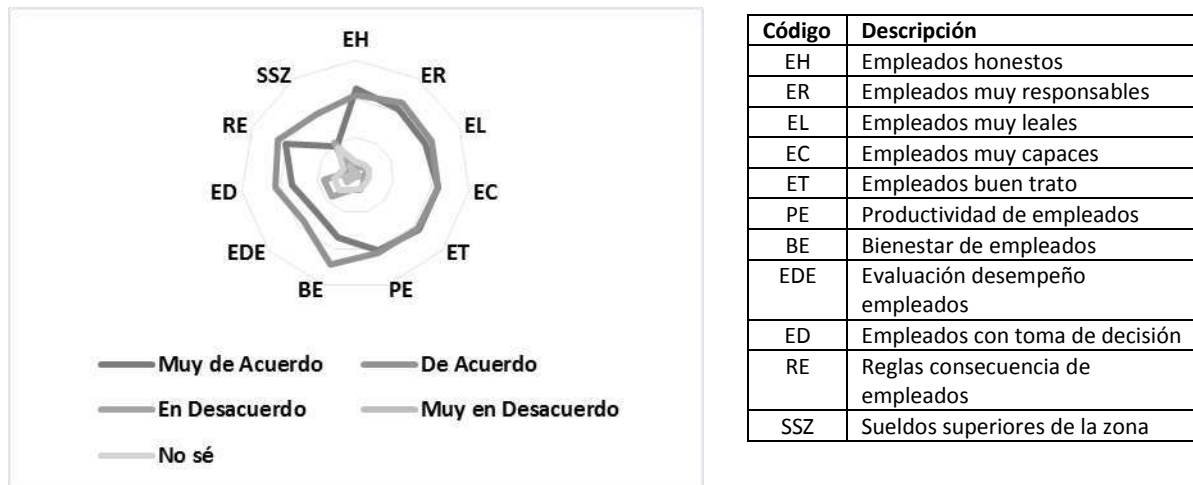 EH
SSZ
ER
RE
EL
ED
EC
EDE
ET
BE
PE
Muy de Acuerdo
De Acuerdo
En Desacuerdo
Muy en Desacuerdo
No sé
Código Descripción
EH Empleados honestos
ER Empleados muy responsables
EL Empleados muy leales
EC Empleados muy capaces
ET Empleados buen trato
PE Productividad de empleados
BE Bienestar de empleados
EDE Evaluación desempeño
empleados
ED Empleados con toma de decisión
RE Reglas consecuencia de
empleados
SSZ Sueldos superiores de la zona